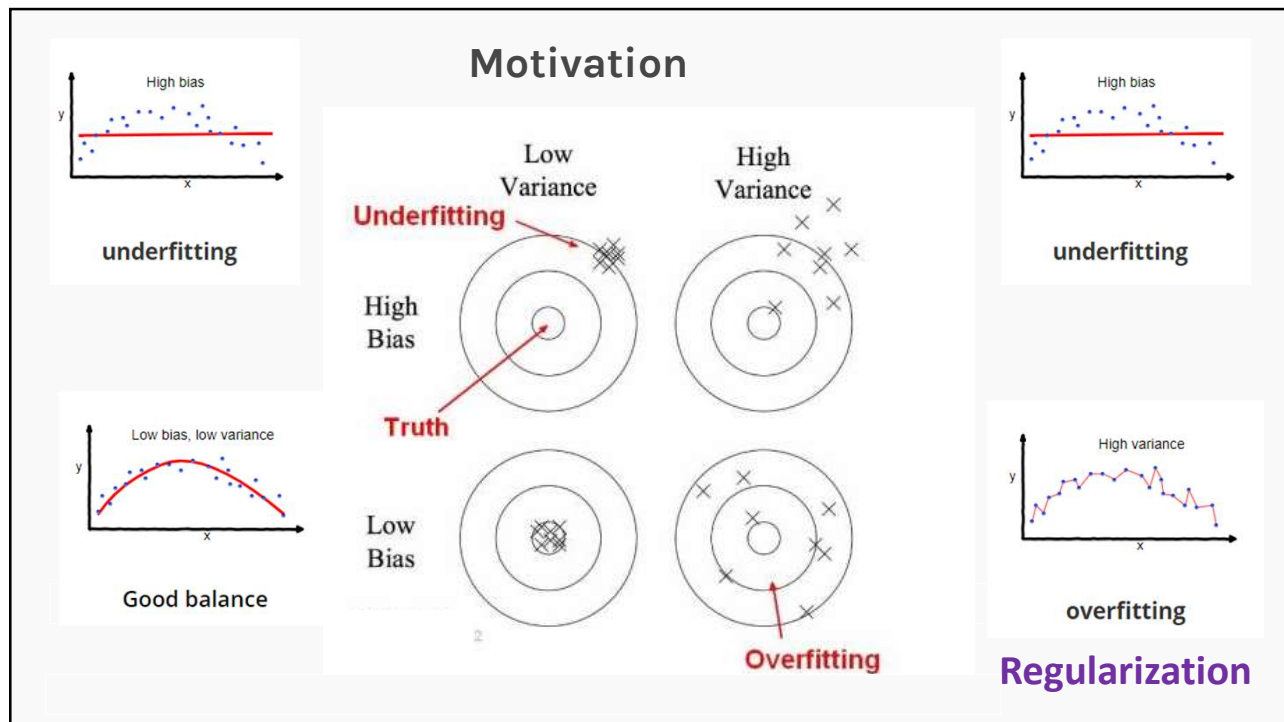 Motivation
High bias
y
x
underfitting
Low
Variance
High
Variance
High bias
y
x
underfitting
Underfitting
High
Bias
Truth
Low bias, low variance
y
x
Good balance
Low
Bias
2
Overfitting
High variance
y
x
overfitting
Regularization